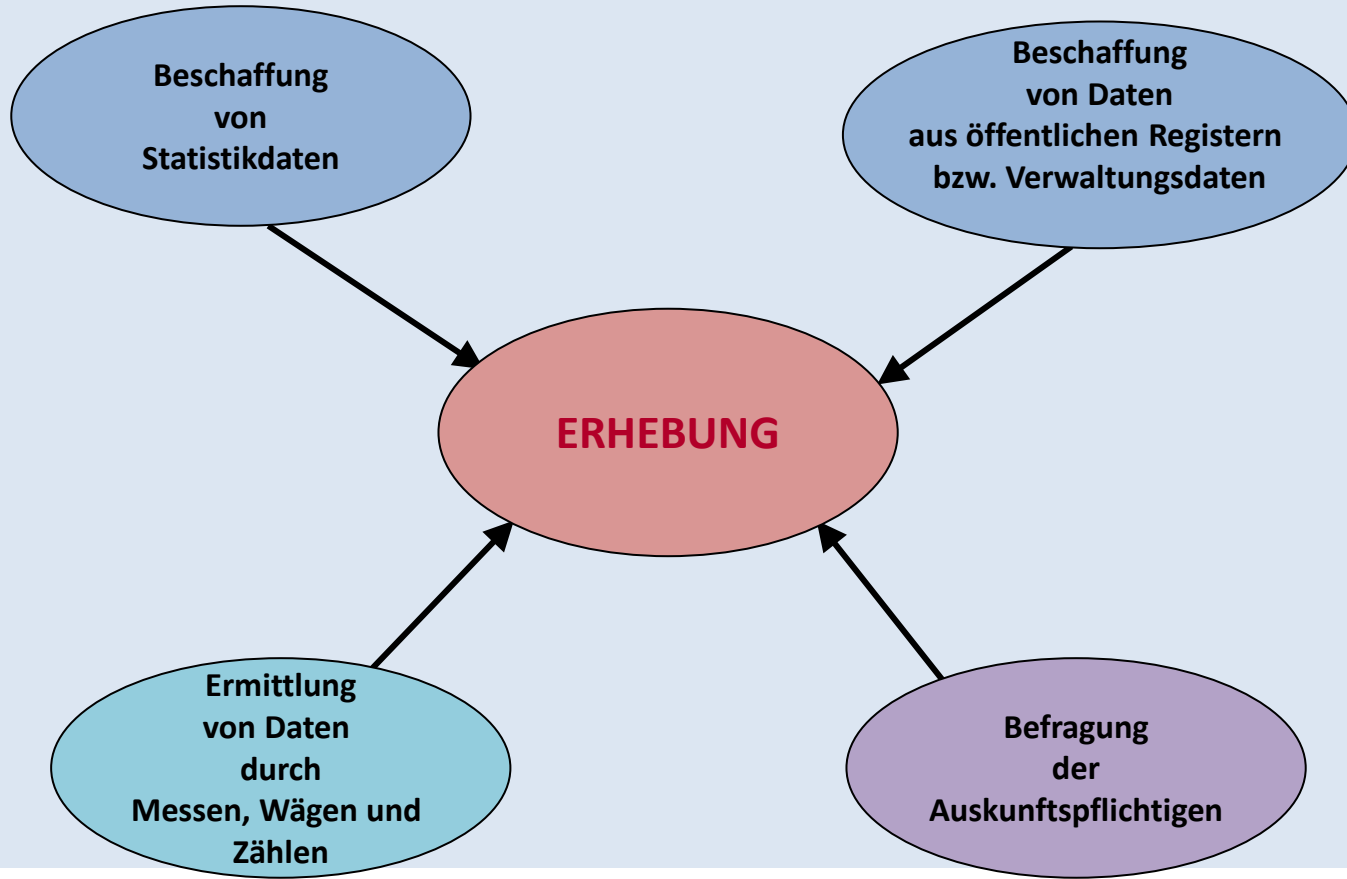 Beschaffung
von
Statistikdaten
Beschaffung
von Daten
aus öffentlichen Registern
bzw. Verwaltungsdaten
ERHEBUNG
Ermittlung
von Daten
durch
Messen, Wägen und
Zählen
Befragung
der
Auskunftspflichtigen